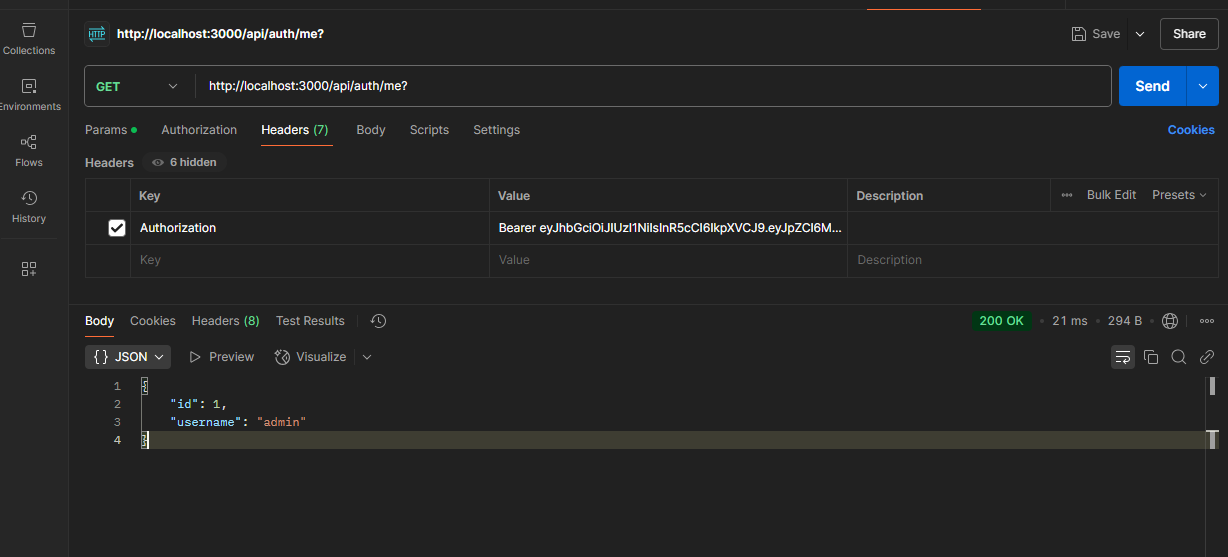 http://localhost:3000/api/auth/me?
Save
Share
Collections
Environments
Flows
History
GET
http://localhost:3000/api/auth/me?
Send
Params
Authorization
Headers (7)
Body
Scripts
Settings
Cookies
Headers
6 hidden
Key
Value
Description
Bulk Edit
Presets
Authorization
Bearer eyJhbGciOiJIUzI1NiIsInR5cCI6IkpXVCJ9.eyJpZCI6M...
Key
Value
Description
Body
Cookies
Headers (8)
Test Results
200 OK
21 ms
294 B
{} JSON
Preview
Visualize
1 {
2 "id": 1,
3 "username": "admin"
4 }